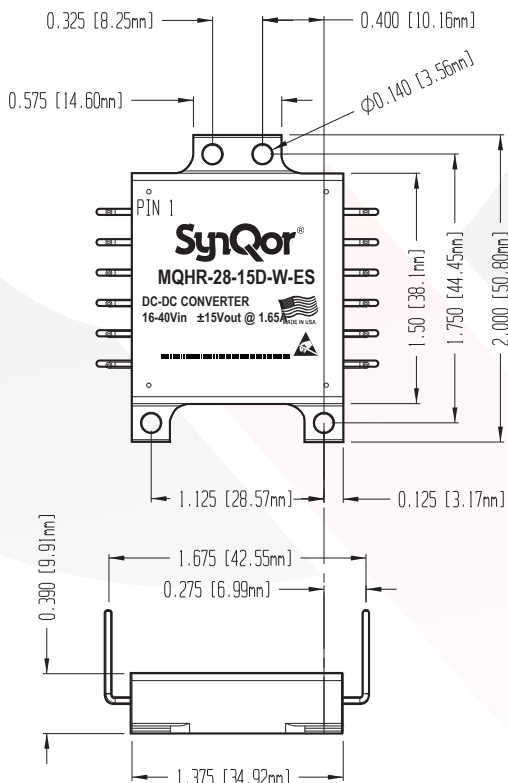 0.325 [8.25mm]
0.400 [10.16mm]
0.575 [14.60mm]
Φ0.140 [3.56mm]
PIN 1
SynQor®
MQHR-28-15D-W-ES
DC-DC CONVERTER
16-40Vin ±15Vout @ 1.65A
MADE IN USA
1.50 [38.1mm]
1.750 [44.45mm]
2.000 [50.80mm]
1.125 [28.57mm]
0.125 [3.17mm]
1.675 [42.55mm]
0.275 [6.99mm]
0.390 [9.91mm]
1.375 [34.92mm]